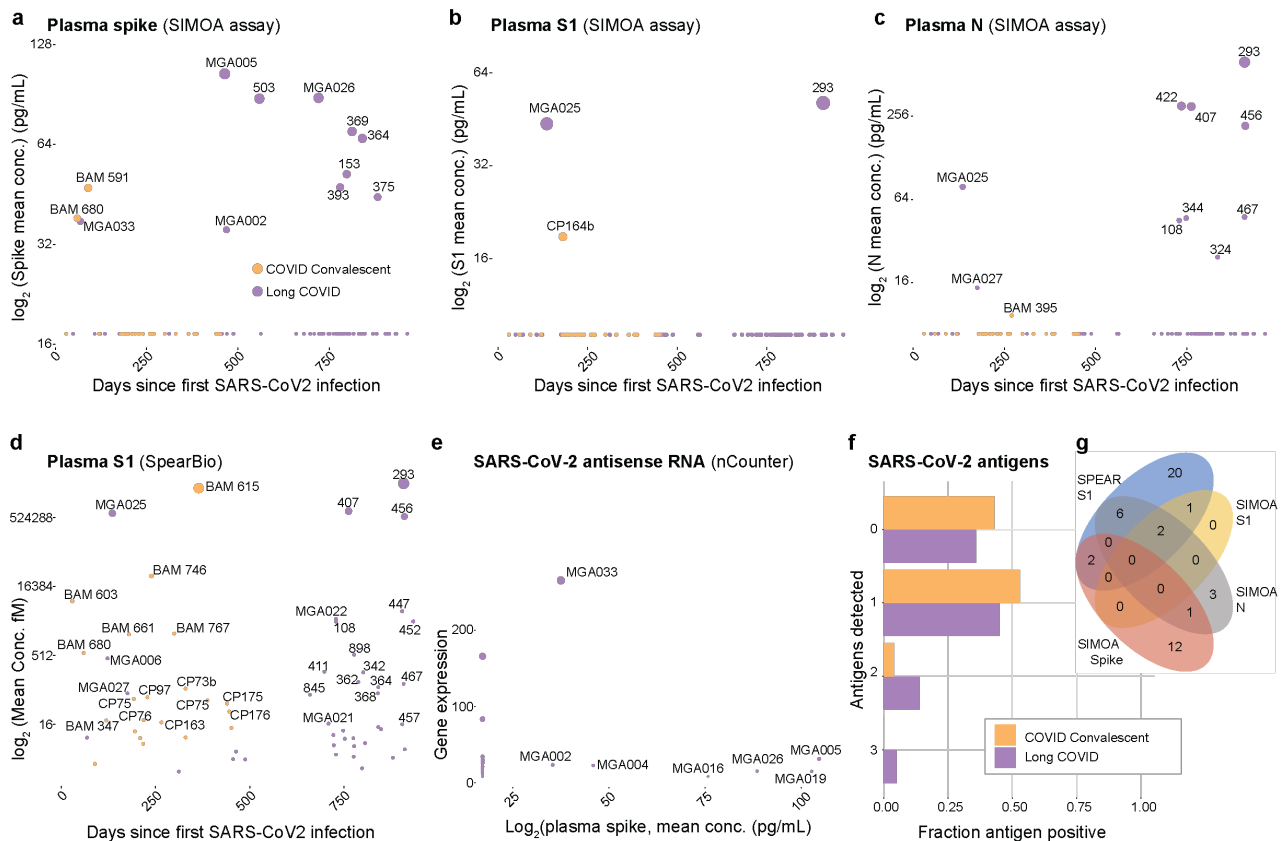 a
Plasma spike (SIMOA assay)
128-
64-
32-
16-
log2 (Spike mean conc.) (pg/mL)
MGA005
503
MGA026
369
364
153
393
375
BAM 591
BAM 680
MGA033
MGA002
COVID Convalescent
Long COVID
0
250
500
750
Days since first SARS-CoV2 infection
b
Plasma S1 (SIMOA assay)
64-
32-
16-
log2 (S1 mean conc.) (pg/mL)
293
MGA025
CP164b
0
250
500
750
Days since first SARS-CoV2 infection
c
Plasma N (SIMOA assay)
256-
64-
16-
log2 (N mean conc.) (pg/mL)
293
422
407
456
MGA025
344
108
467
324
MGA027
BAM 395
0
250
500
750
Days since first SARS-CoV2 infection
d
Plasma S1 (SpearBio)
524288-
16384-
512-
16-
log2 (Mean Conc. fM)
BAM 615
293
MGA025
407
456
BAM 746
BAM 603
MGA022
447
BAM 661
BAM 767
108
452
BAM 680
MGA006
898
411
342
467
MGA027
CP73b
362
364
CP97
CP75
CP75
CP175
845
368
BAM 347
CP76
CP163
CP176
MGA021
457
0
250
500
750
Days since first SARS-CoV2 infection
e
SARS-CoV-2 antisense RNA (nCounter)
Gene expression
200-
100-
0-
MGA033
MGA002
MGA004
MGA016
MGA026
MGA005
MGA019
25
50
75
100
Log2(plasma spike, mean conc. (pg/mL)
f
SARS-CoV-2 antigens
Antigens detected
0
1
2
3
COVID Convalescent
Long COVID
0.00
0.25
0.50
0.75
1.00
Fraction antigen positive
g
SPEAR
S1
SIMOA
S1
SIMOA
N
SIMOA
Spike
20
1
0
6
2
0
2
0
0
0
0
3
0
1
12